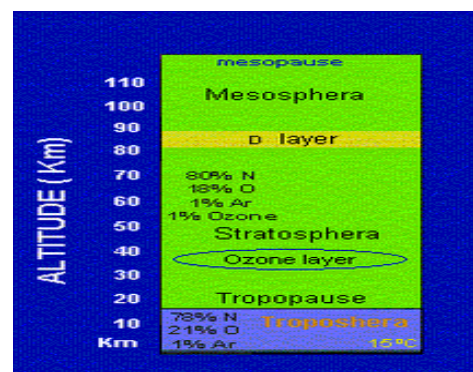 mesopause
110
Mesosphera
100
90
D layer
80
70
80% N
18% O
60
1% Ar
1% Ozone
50
Stratosphera
40
Ozone layer
30
20
Tropopause
78% N
Troposhera
10
21% O
Km
1% Ar
15°C
ALTITUDE (Km)